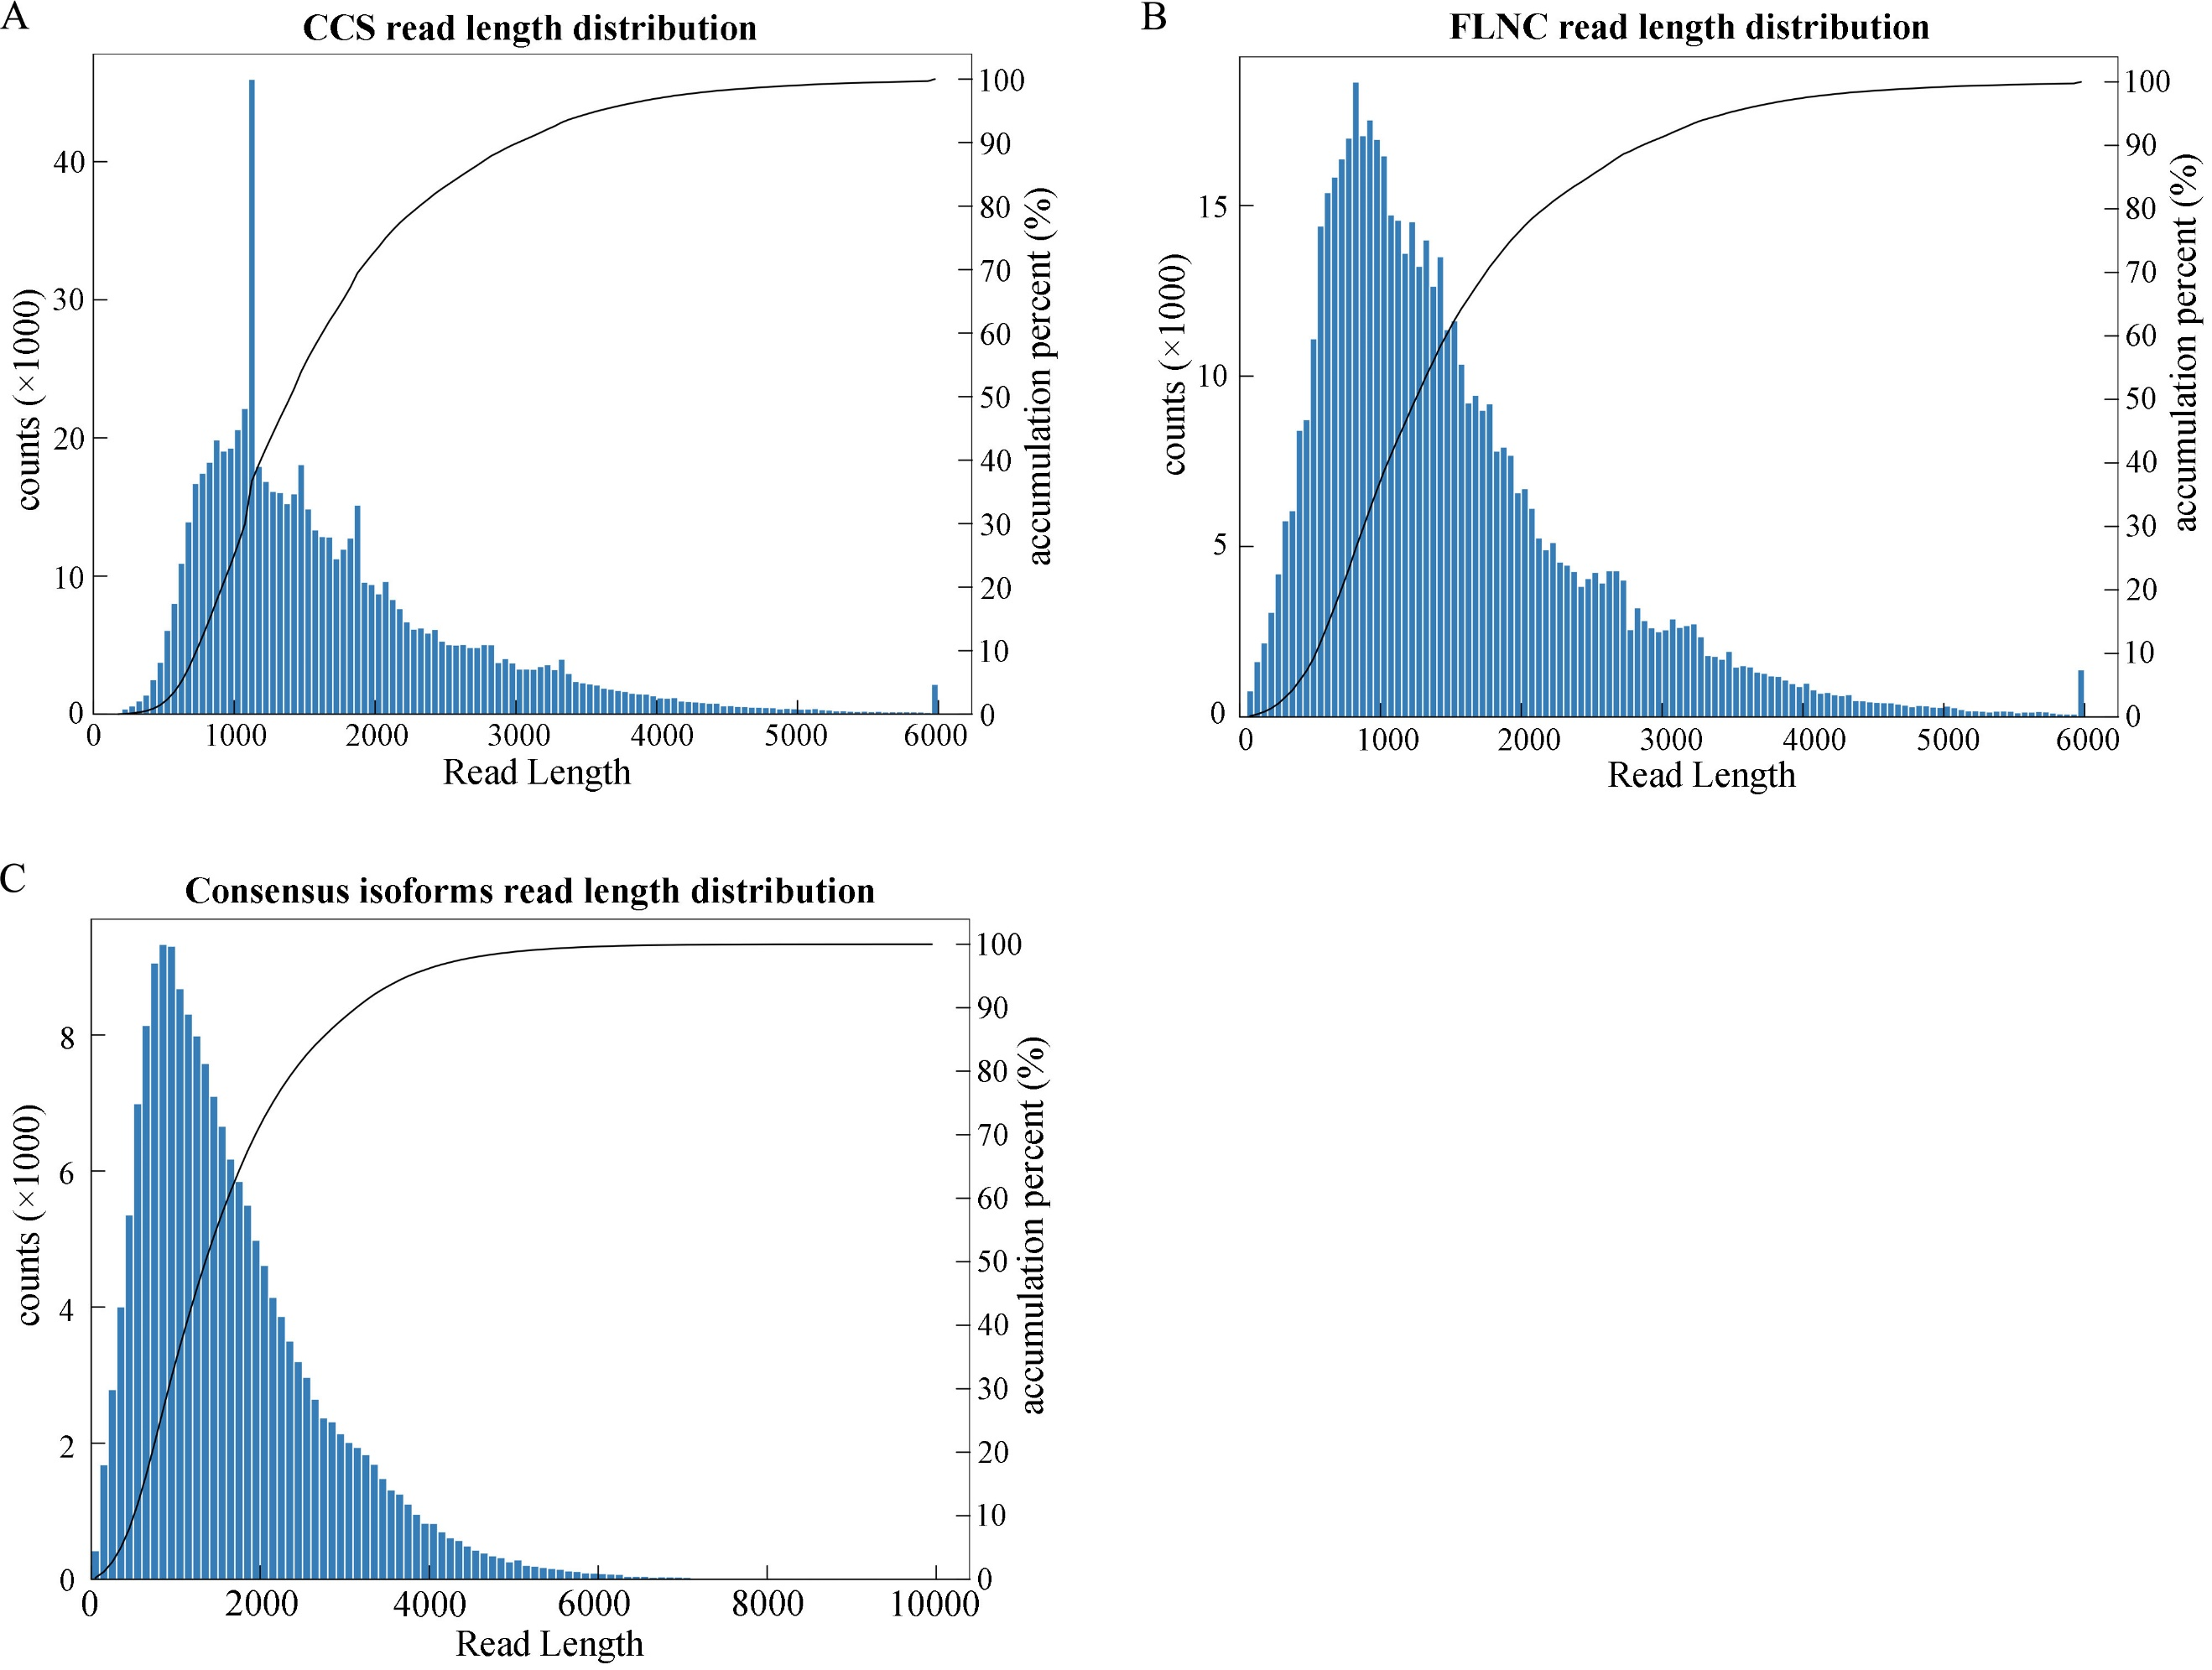 A
CCS read length distribution
counts (×1000)
40
30
20
10
0
0 1000 2000 3000 4000 5000 6000
Read Length
100
90
80
70
60
50
40
30
20
10
0
accumulation percent (%)
B
FLNC read length distribution
counts (×1000)
15
10
5
0
0 1000 2000 3000 4000 5000 6000
Read Length
100
90
80
70
60
50
40
30
20
10
0
accumulation percent (%)
C
Consensus isoforms read length distribution
counts (×1000)
8
6
4
2
0
0 2000 4000 6000 8000 10000
Read Length
100
90
80
70
60
50
40
30
20
10
0
accumulation percent (%)